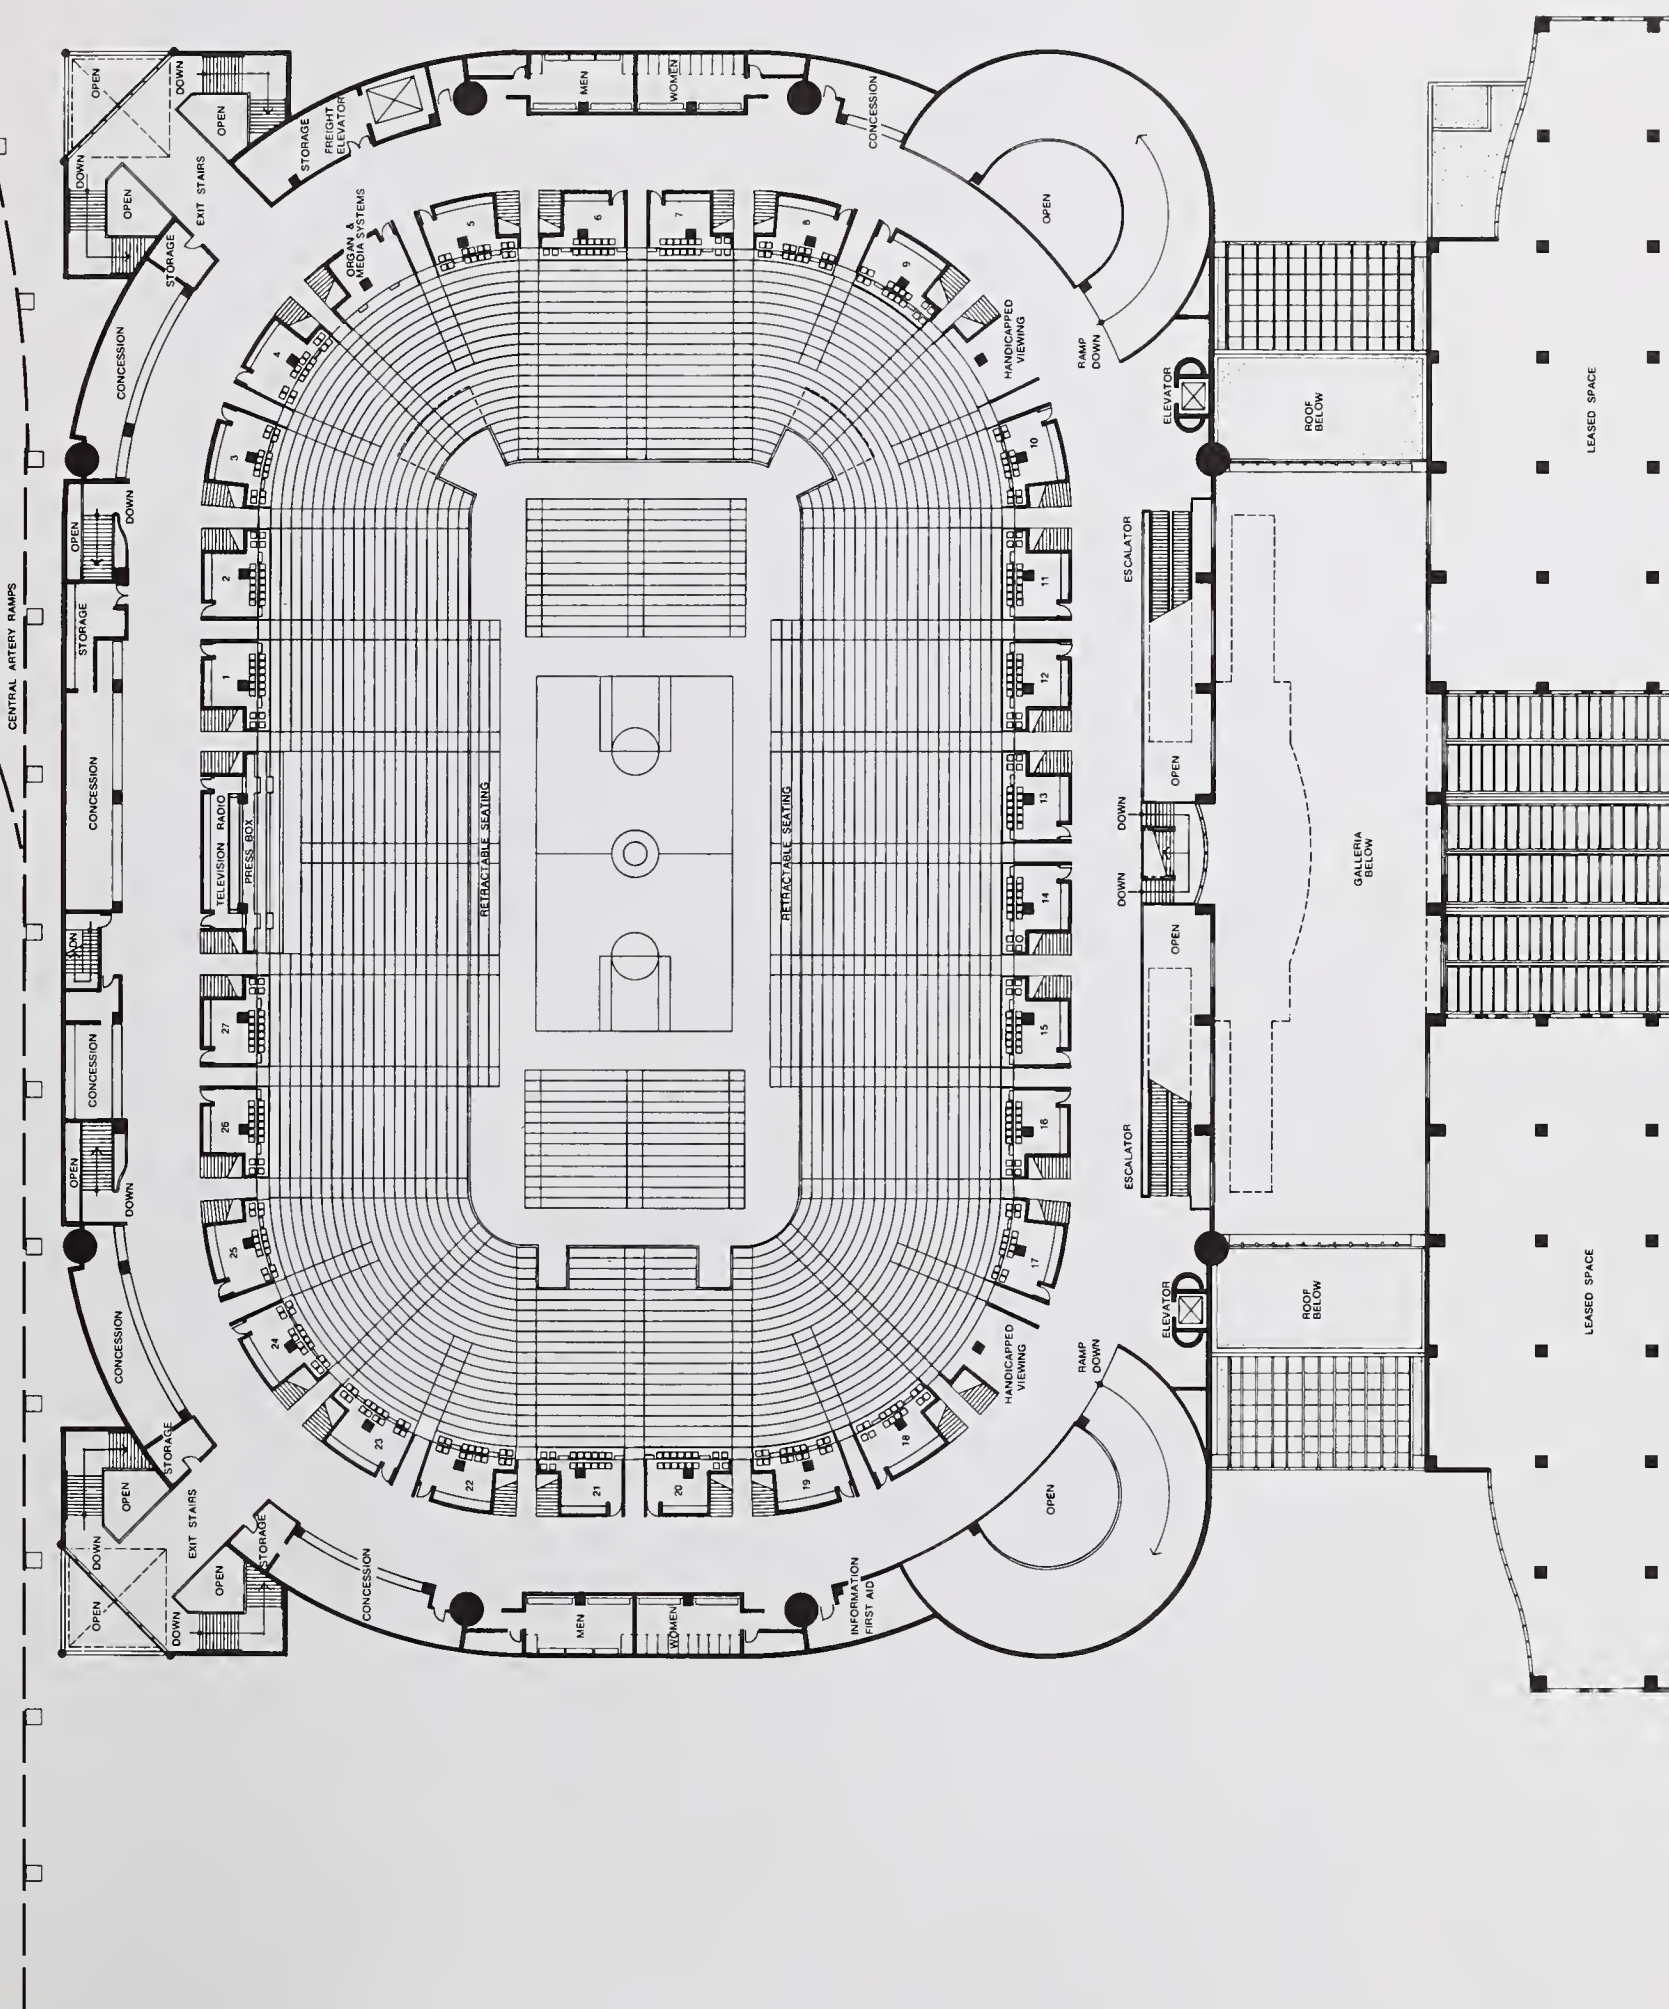 CENTRAL ARTERY RAMPS
OPEN
DOWN
OPEN
DOWN
OPEN
DOWN
OPEN
EXIT STAIRS
STORAGE
STORAGE
CONCESSION
OPEN
DOWN
CONCESSION
DN
CONCESSION
STORAGE
OPEN
DOWN
CONCESSION
STORAGE
EXIT STAIRS
OPEN
DOWN
OPEN
DOWN
OPEN
STORAGE
FREIGHT
ELEVATOR
ORGAN &
MEDIA SYSTEMS
TELEVISION RADIO
PRESS BOX
1
2
3
4
5
6
7
8
9
HANDICAPPED
VIEWING
10
11
12
13
14
15
16
17
HANDICAPPED
VIEWING
18
19
20
21
22
23
24
25
26
27
RETRACTABLE SEATING
RETRACTABLE SEATING
CONCESSION
MEN
WOMEN
INFORMATION
FIRST AID
MEN
WOMEN
CONCESSION
OPEN
RAMP
DOWN
OPEN
RAMP
DOWN
ESCALATOR
OPEN
DOWN
DOWN
OPEN
ESCALATOR
ELEVATOR
ELEVATOR
ROOF
BELOW
GALLERIA
BELOW
ROOF
BELOW
LEASED SPACE
LEASED SPACE